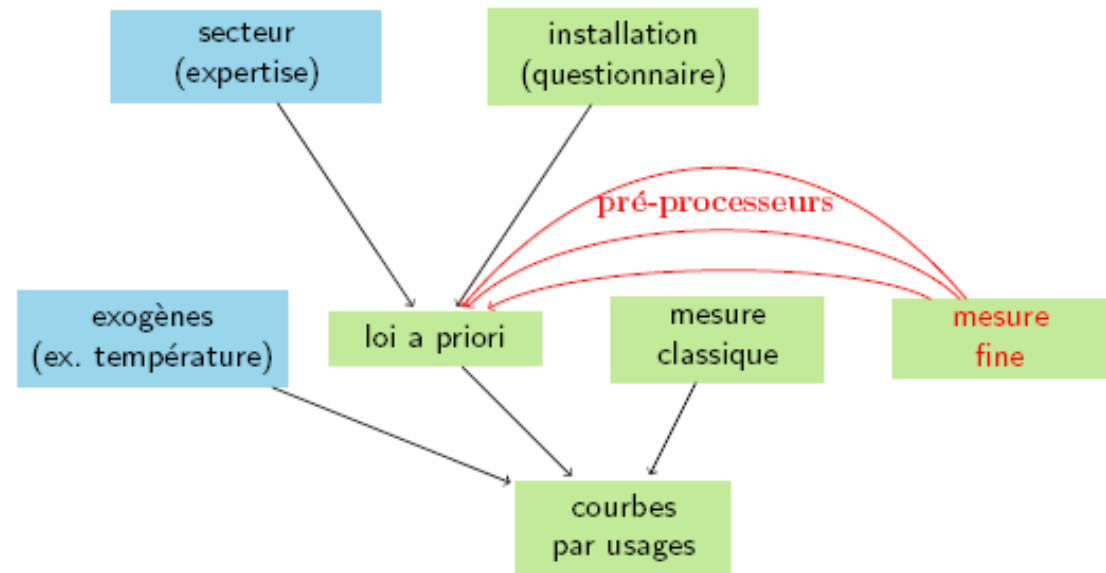 secteur
(expertise)
installation
(questionnaire)
pré-processeurs
exogènes
(ex. température)
loi a priori
mesure
classique
mesure
fine
courbes
par usages